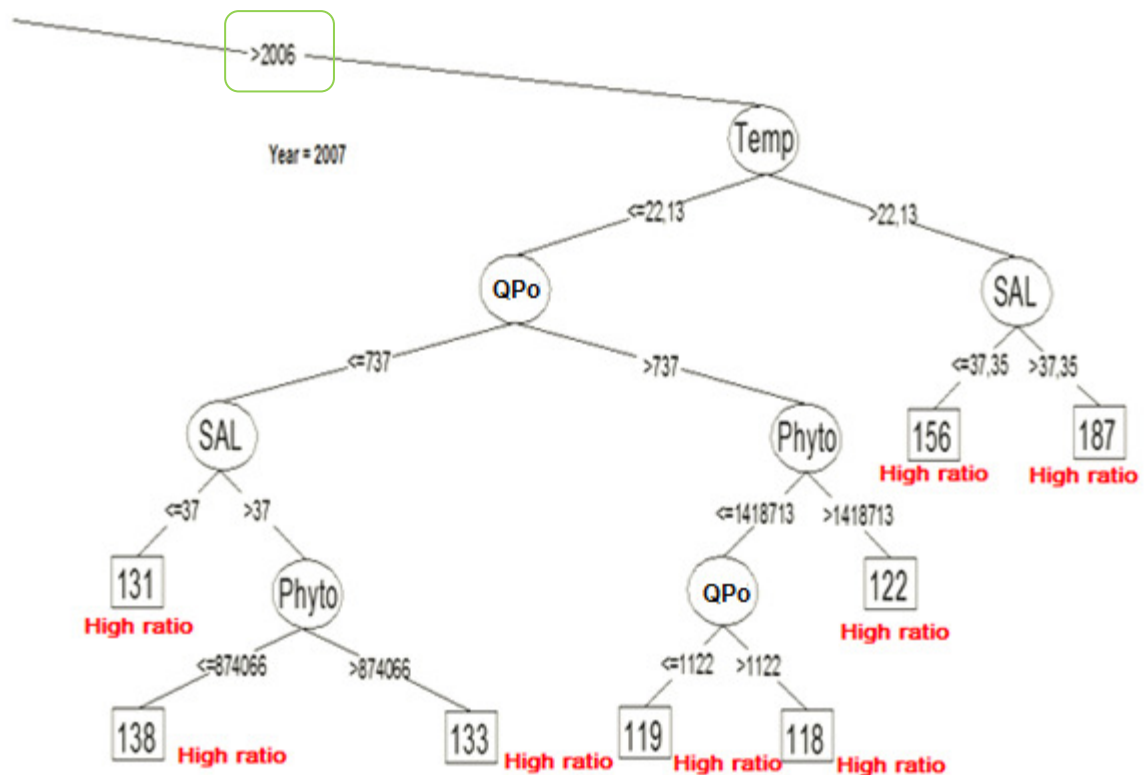 >2006
Year = 2007
Temp
<=22,13
>22,13
QPo
SAL
<=737
>737
<=37,35
>37,35
SAL
Phyto
156
187
High ratio
High ratio
<=37
>37
<=1418713
>1418713
131
Phyto
QPo
122
High ratio
High ratio
<=874066
>874066
<=1122
>1122
138
High ratio
133
High ratio
119
High ratio
118
High ratio